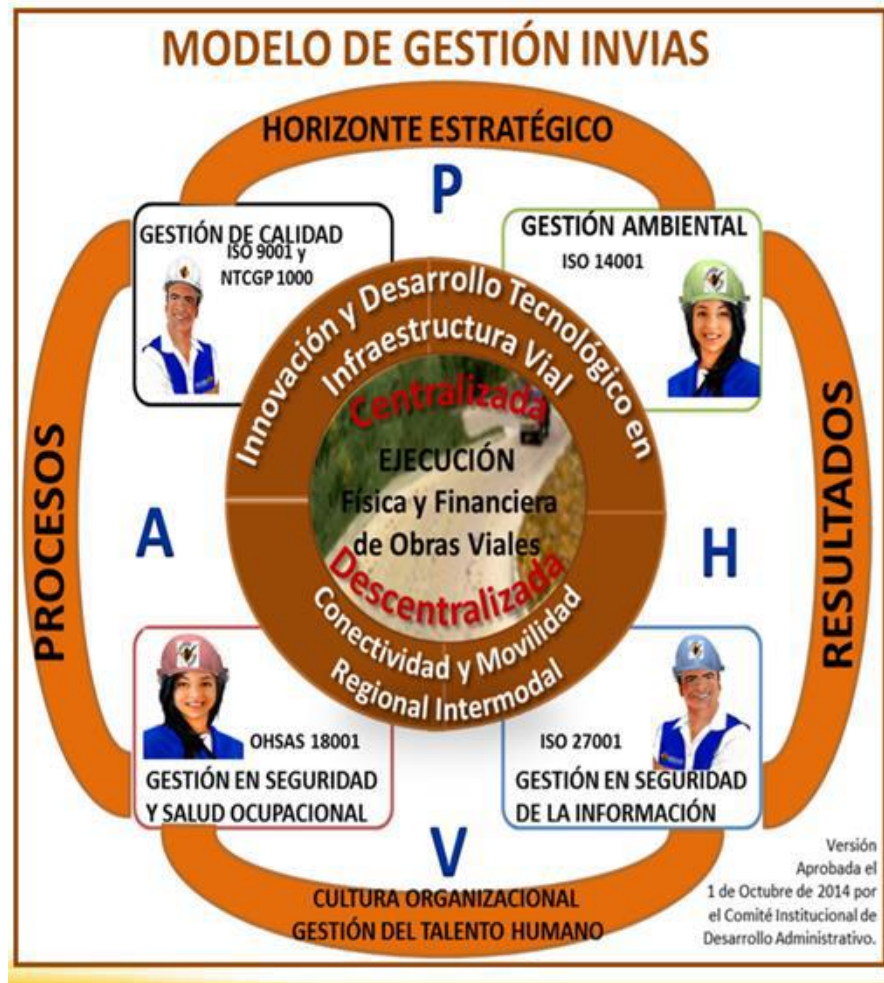 MODELO DE GESTIÓN INVIAS
HORIZONTE ESTRATÉGICO
P
GESTIÓN DE CALIDAD
ISO 9001 y
NTCGP 1000
GESTIÓN AMBIENTAL
ISO 14001
Innovación y Desarrollo Tecnológico en
Infraestructura Vial
Centralizada
EJECUCIÓN
Física y Financiera
de Obras Viales
Descentralizada
Conectividad y Movilidad
Regional Intermodal
PROCESOS
A
H
RESULTADOS
OHSAS 18001
GESTIÓN EN SEGURIDAD
Y SALUD OCUPACIONAL
ISO 27001
GESTIÓN EN SEGURIDAD
DE LA INFORMACIÓN
V
CULTURA ORGANIZACIONAL
GESTIÓN DEL TALENTO HUMANO
Versión
Aprobada el
1 de Octubre de 2014 por
el Comité Institucional de
Desarrollo Administrativo.